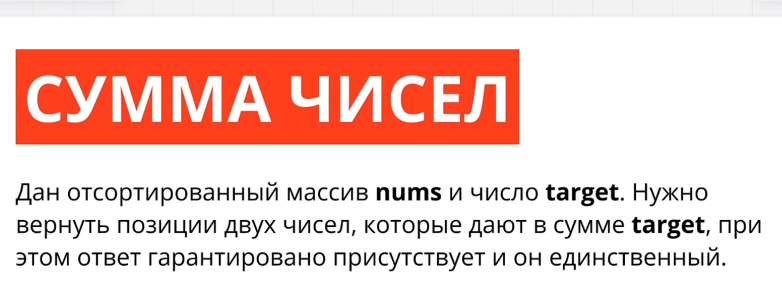 СУММА ЧИСЕЛ
Дан отсортированный массив nums и число target. Нужно
вернуть позиции двух чисел, которые дают в сумме target, при
этом ответ гарантировано присутствует и он единственный.